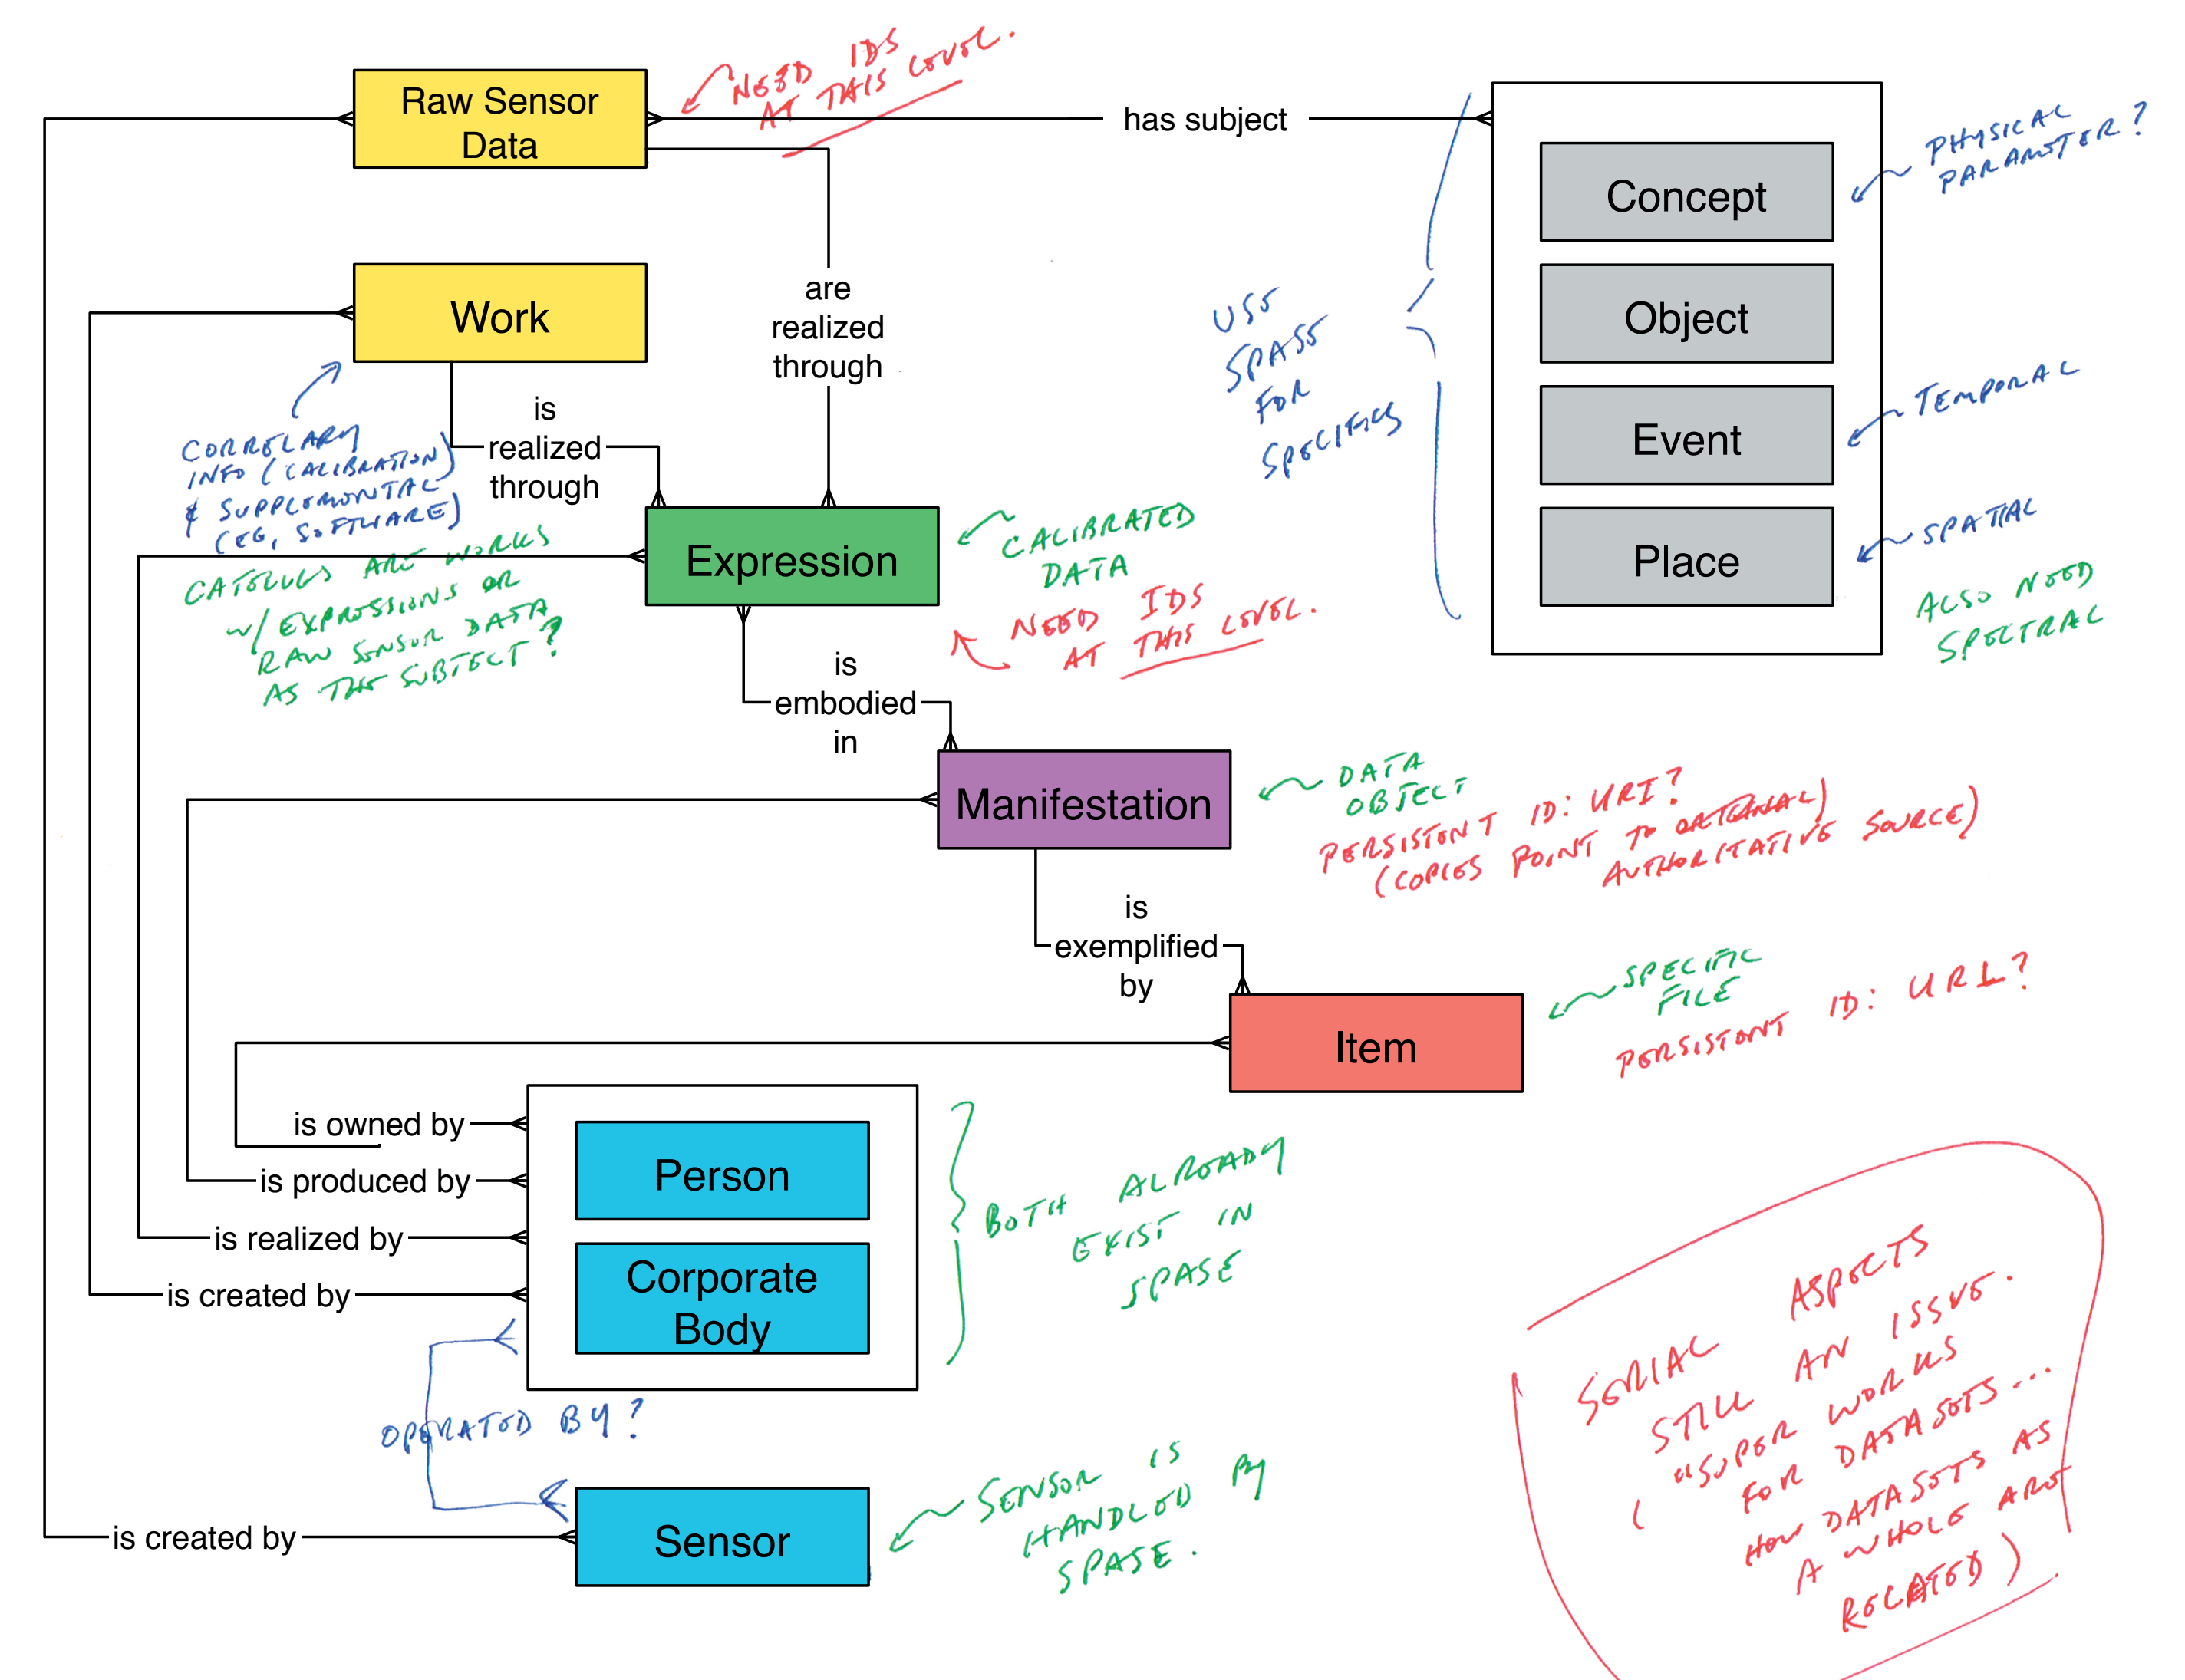 Raw Sensor
Data
NEED IDS
AT THIS LEVEL.
has subject
PHYSICAL
PARAMETER?
Concept
Object
Event
Place
TEMPORAL
SPATIAL
ALSO NEED
SPECTRAL
USE
SPASE
FOR
SPECIFICS
Work
are
realized
through
is
realized
through
CORRELARY
INFO (CALIBRATION)
& SUPPLEMENTAL
(EG, SOFTWARE)
CATOLUGS ARE WORKS
W/ EXPRESSIONS OR
RAW SENSOR DATA
AS THE SUBJECT?
Expression
CALIBRATED
DATA
NEED IDS
AT THIS LEVEL.
is
embodied
in
Manifestation
DATA
OBJECT
PERSISTENT ID: URI?
(COPIES POINT TO ORIGINAL)
AUTHORITATIVE SOURCE)
is
exemplified
by
Item
SPECIFIC
FILE
PERSISTENT ID: URL?
is owned by
is produced by
is realized by
is created by
Person
Corporate
Body
BOTH ALREADY
EXIST IN
SPASE
OPERATED BY?
is created by
Sensor
SENSOR IS
HANDLED BY
SPASE.
SERIAL ASPECTS
STILL AN ISSUE.
("SUPER WORKS
FOR DATASETS...
HOW DATASETS AS
A WHOLE ARE
RELATED)